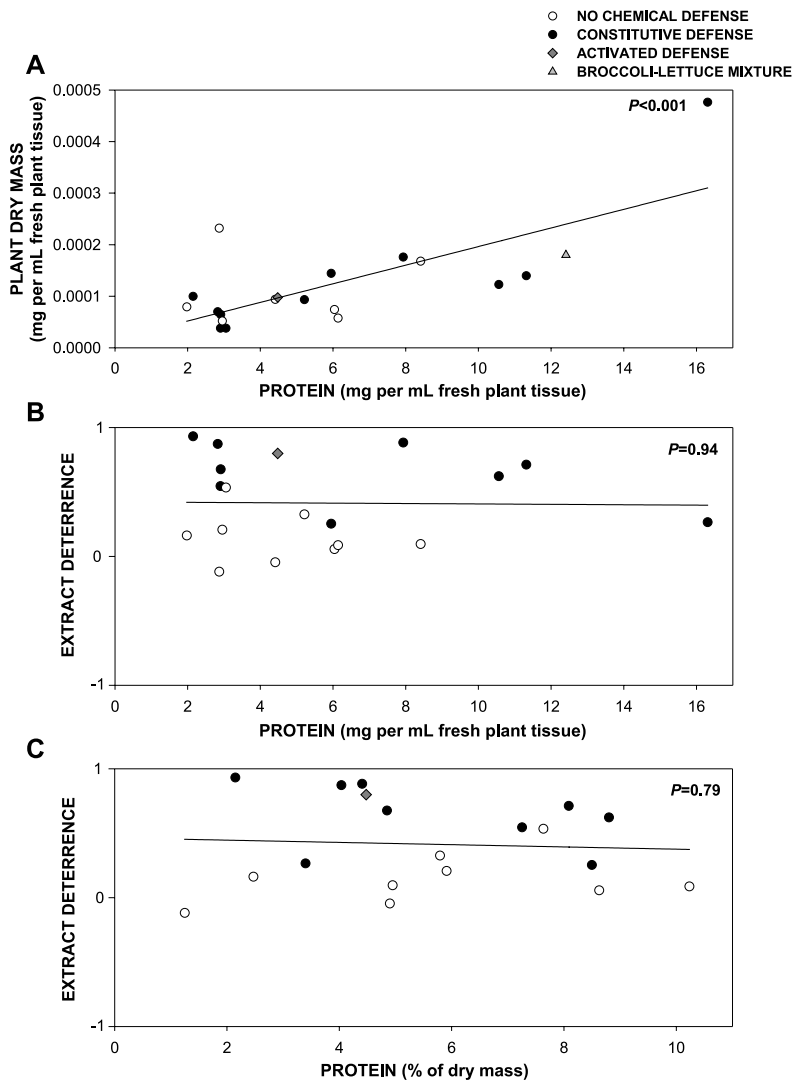 NO CHEMICAL DEFENSE
CONSTITUTIVE DEFENSE
ACTIVATED DEFENSE
BROCCOLI-LETTUCE MIXTURE
A
PLANT DRY MASS
(mg per mL fresh plant tissue)
0.0005
0.0004
0.0003
0.0002
0.0001
0.0000
P<0.001
0 2 4 6 8 10 12 14 16
PROTEIN (mg per mL fresh plant tissue)
B
EXTRACT DETERRENCE
1
0
-1
P=0.94
0 2 4 6 8 10 12 14 16
PROTEIN (mg per mL fresh plant tissue)
C
EXTRACT DETERRENCE
1
0
-1
P=0.79
0 2 4 6 8 10
PROTEIN (% of dry mass)